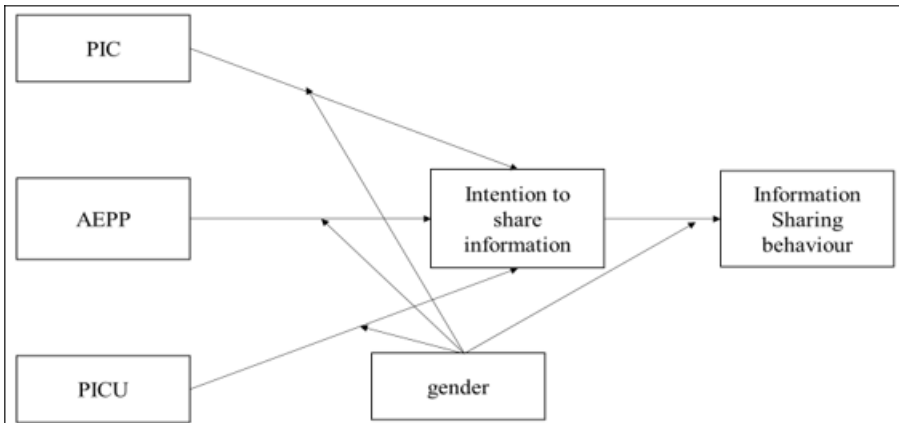 PIC
AEPP
Intention to
share
information
Information
Sharing
behaviour
PICU
gender